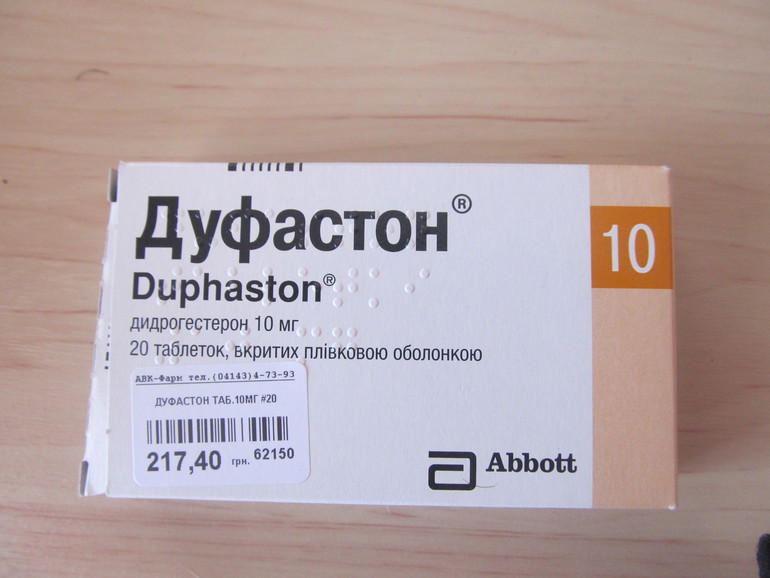 Дуфастон®
10
Duphaston®
дидрогестерон 10 мг
20 таблеток, вкритих плівковою оболонкою
АВК-Фарм тел.(04143)4-73-93
ДУФАСТОН ТАБ.10МГ #20
217,40 грн. 62150
Abbott